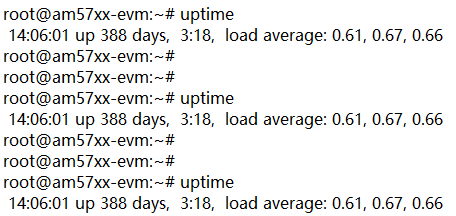 root@am57xx-evm:~# uptime
 14:06:01 up 388 days,  3:18,  load average: 0.61, 0.67, 0.66
root@am57xx-evm:~#
root@am57xx-evm:~#
root@am57xx-evm:~# uptime
 14:06:01 up 388 days,  3:18,  load average: 0.61, 0.67, 0.66
root@am57xx-evm:~#
root@am57xx-evm:~#
root@am57xx-evm:~# uptime
 14:06:01 up 388 days,  3:18,  load average: 0.61, 0.67, 0.66